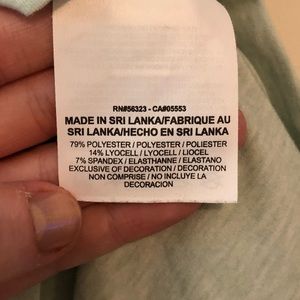 RN#56323 - CA#05553
MADE IN SRI LANKA/FABRIQUE AU
SRI LANKA/HECHO EN SRI LANKA
79% POLYESTER / POLYESTER / POLIESTER
14% LYOCELL / LYOCELL / LIOCEL
7% SPANDEX / ELASTHANNE / ELASTANO
EXCLUSIVE OF DECORATION / DECORATION
NON COMPRISE / NO INCLUYE LA
DECORACION